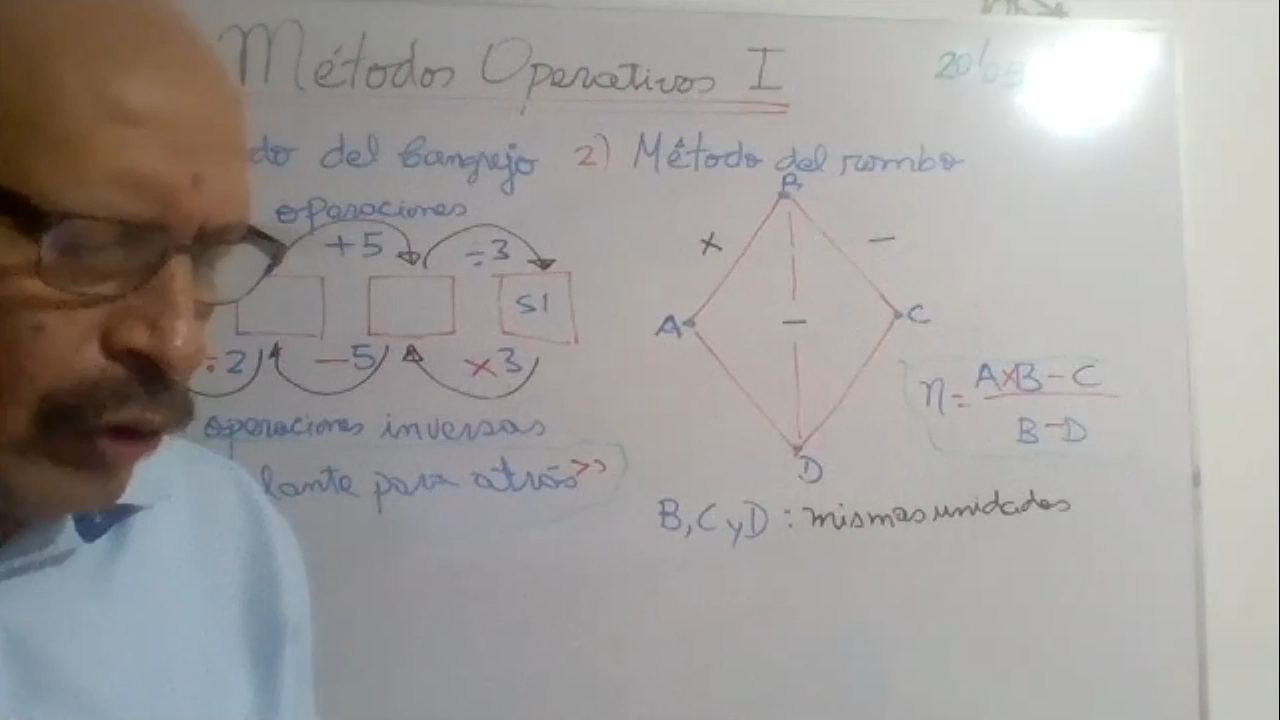 Métodos Operativos I
20/05
do del Cangrejo
2) Método del rombo
operaciones
+5
÷3
51
÷2
-5
×3
operaciones inversas
lante para atrás>>
B
×
-
A
-
C
D
n= A×B-C
B-D
B, C y D : mismas unidades